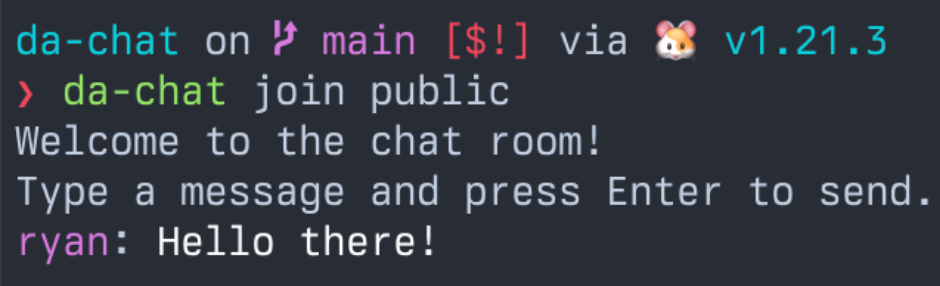 da-chat on main [$!] via 🐹 v1.21.3
❯ da-chat join public
Welcome to the chat room!
Type a message and press Enter to send.
ryan: Hello there!